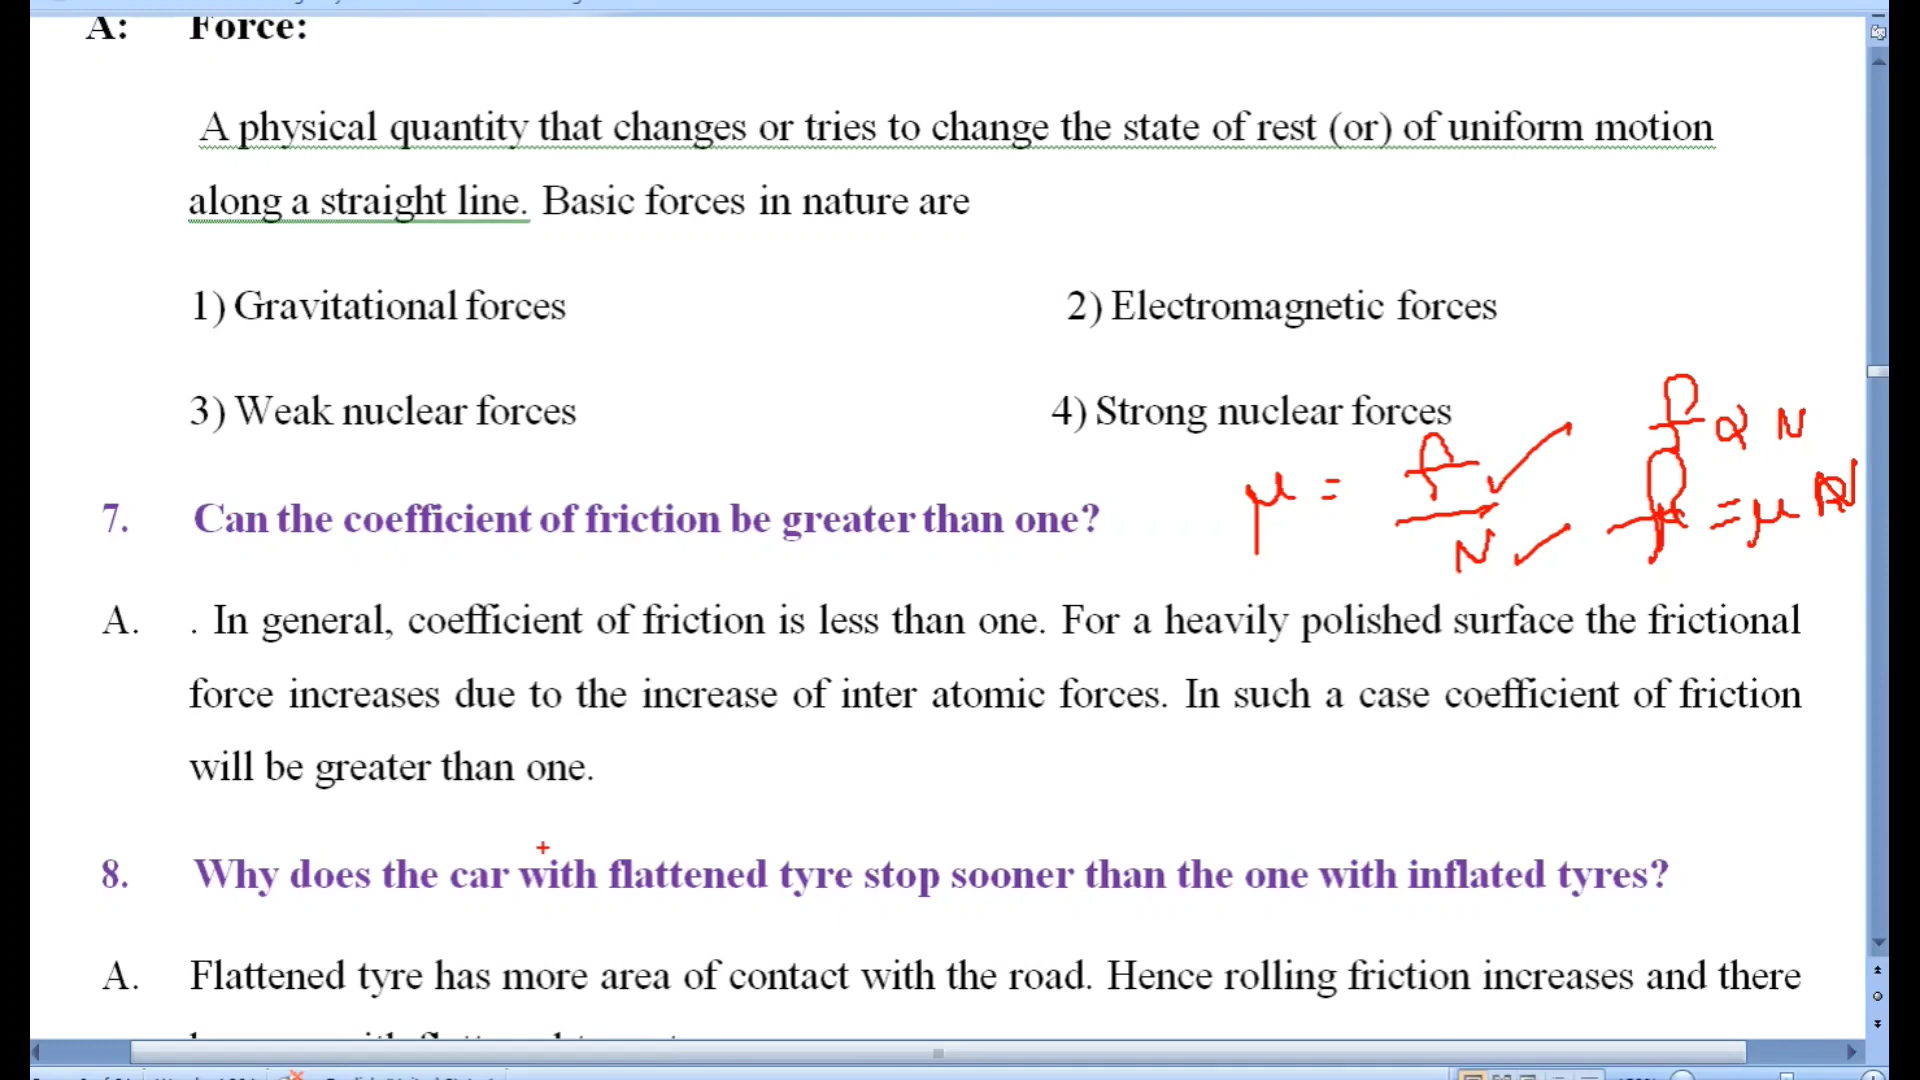 A: Force:
A physical quantity that changes or tries to change the state of rest (or) of uniform motion
along a straight line. Basic forces in nature are
1) Gravitational forces 2) Electromagnetic forces
3) Weak nuclear forces 4) Strong nuclear forces
f α N
μ = f / N
f = μ N
7. Can the coefficient of friction be greater than one?
A. . In general, coefficient of friction is less than one. For a heavily polished surface the frictional
force increases due to the increase of inter atomic forces. In such a case coefficient of friction
will be greater than one.
8. Why does the car with flattened tyre stop sooner than the one with inflated tyres?
A. Flattened tyre has more area of contact with the road. Hence rolling friction increases and there